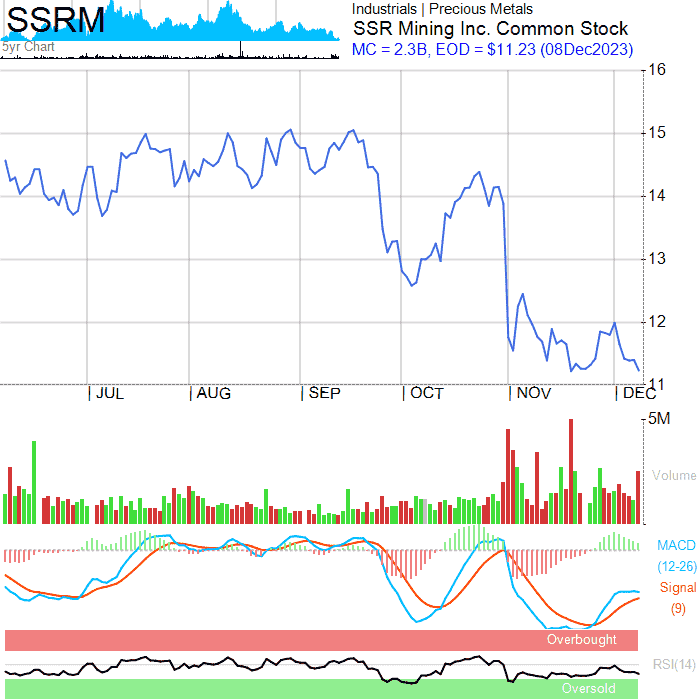 SSRM
5yr Chart
Industrials | Precious Metals
SSR Mining Inc. Common Stock
MC = 2.3B, EOD = $11.23 (08Dec2023)
16
15
14
13
12
11
JUL AUG SEP OCT NOV DEC
5M
Volume
MACD
(12-26)
Signal
(9)
Overbought
RSI(14)
Oversold